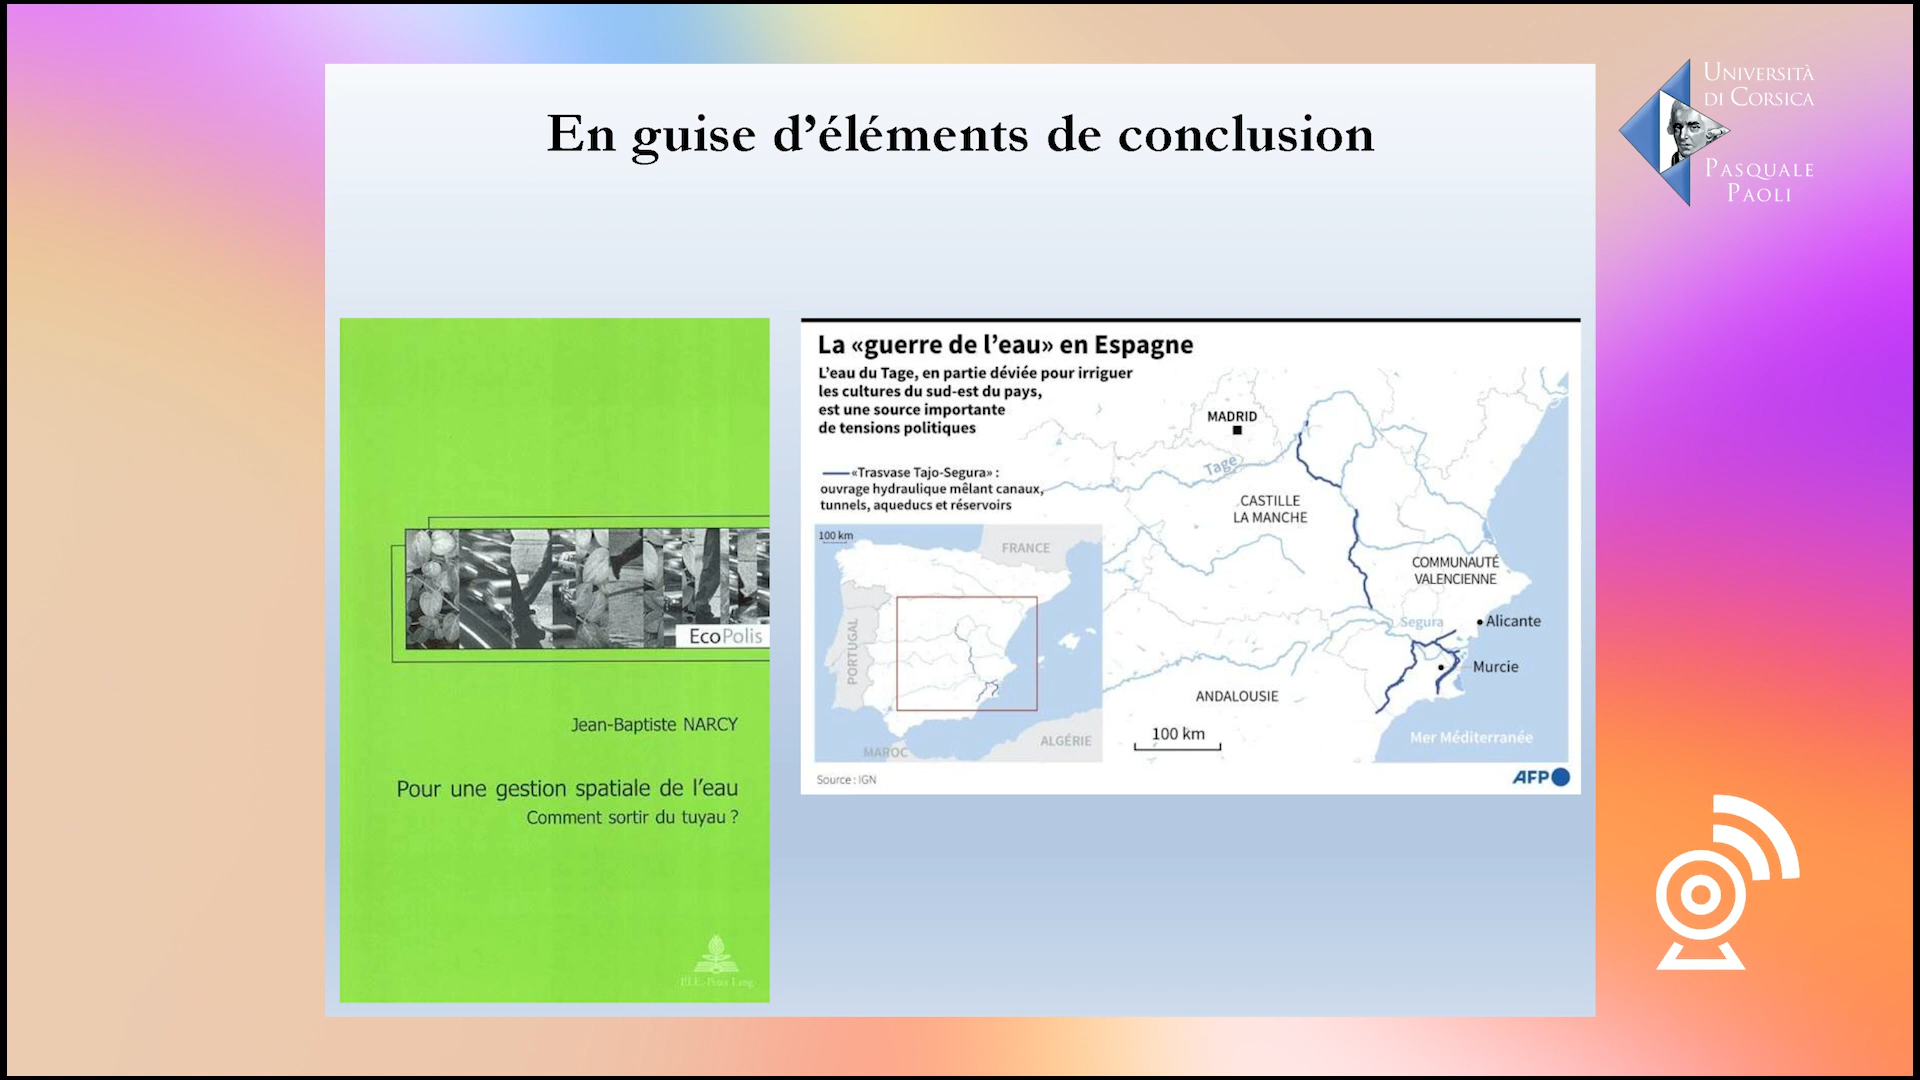 En guise d’éléments de conclusion
UNIVERSITÀ
DI CORSICA
PASQUALE
PAOLI
EcoPolis
Jean-Baptiste NARCY
Pour une gestion spatiale de l’eau
Comment sortir du tuyau ?
P.I.E.-Peter Lang
La «guerre de l’eau» en Espagne
L’eau du Tage, en partie déviée pour irriguer
les cultures du sud-est du pays,
est une source importante
de tensions politiques
«Trasvase Tajo-Segura» :
ouvrage hydraulique mêlant canaux,
tunnels, aqueducs et réservoirs
MADRID
Tage
CASTILLE
LA MANCHE
COMMUNAUTÉ
VALENCIENNE
Segura
Alicante
Murcie
ANDALOUSIE
100 km
Mer Méditerranée
100 km
FRANCE
PORTUGAL
ALGÉRIE
MAROC
Source : IGN
AFP